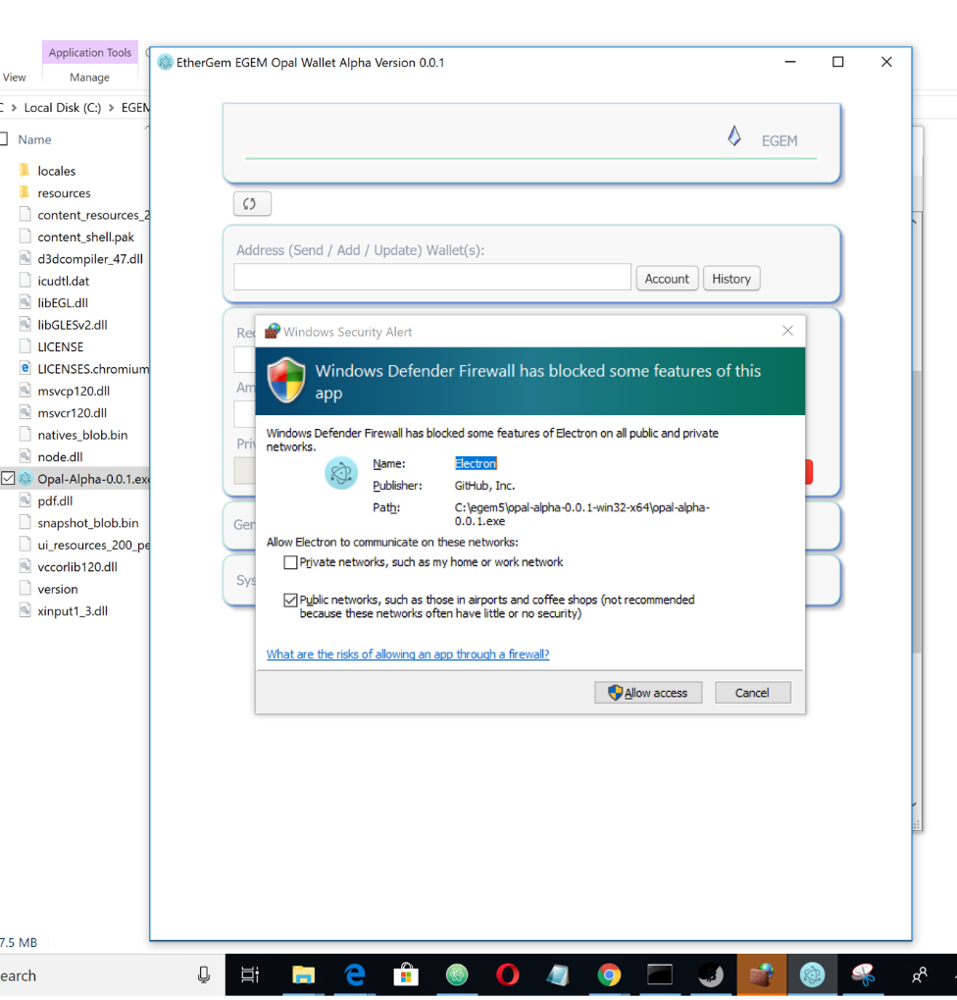 Application Tools
View
Manage
Local Disk (C:)
Name
locales
resources
content_resources_2
content_shell.pak
d3dcompiler_47.dll
icudtl.dat
libEGL.dll
libGLESv2.dll
LICENSE
LICENSES.chromium
msvcp120.dll
msvcr120.dll
natives_blob.bin
node.dll
Opal-Alpha-0.0.1.exe
pdf.dll
snapshot_blob.bin
ui_resources_200_pe
vccorlib120.dll
version
xinput1_3.dll
7.5 MB
EtherGem EGEM Opal Wallet Alpha Version 0.0.1
EGEM
Address (Send / Add / Update) Wallet(s):
Account
History
Rec
Am
Priv
Gen
Sys
Windows Security Alert
Windows Defender Firewall has blocked some features of this
app
Windows Defender Firewall has blocked some features of Electron on all public and private
networks.
Name: Electron
Publisher: GitHub, Inc.
Path: C:\egem5\opal-alpha-0.0.1-win32-x64\opal-alpha-
0.0.1.exe
Allow Electron to communicate on these networks:
Private networks, such as my home or work network
Public networks, such as those in airports and coffee shops (not recommended
because these networks often have little or no security)
What are the risks of allowing an app through a firewall?
Allow access
Cancel
earch